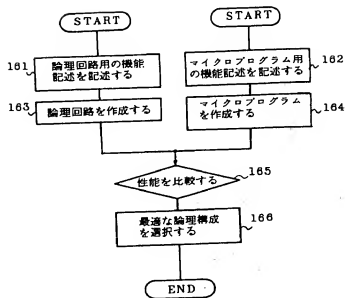 START
START
161
論理回路用の機能
記述を記述する
マイクロプログラム用
の機能記述を記述する
162
163
論理回路を作成する
マイクロプログラム
を作成する
164
性能を比較する
165
最適な論理構成
を選択する
166
END